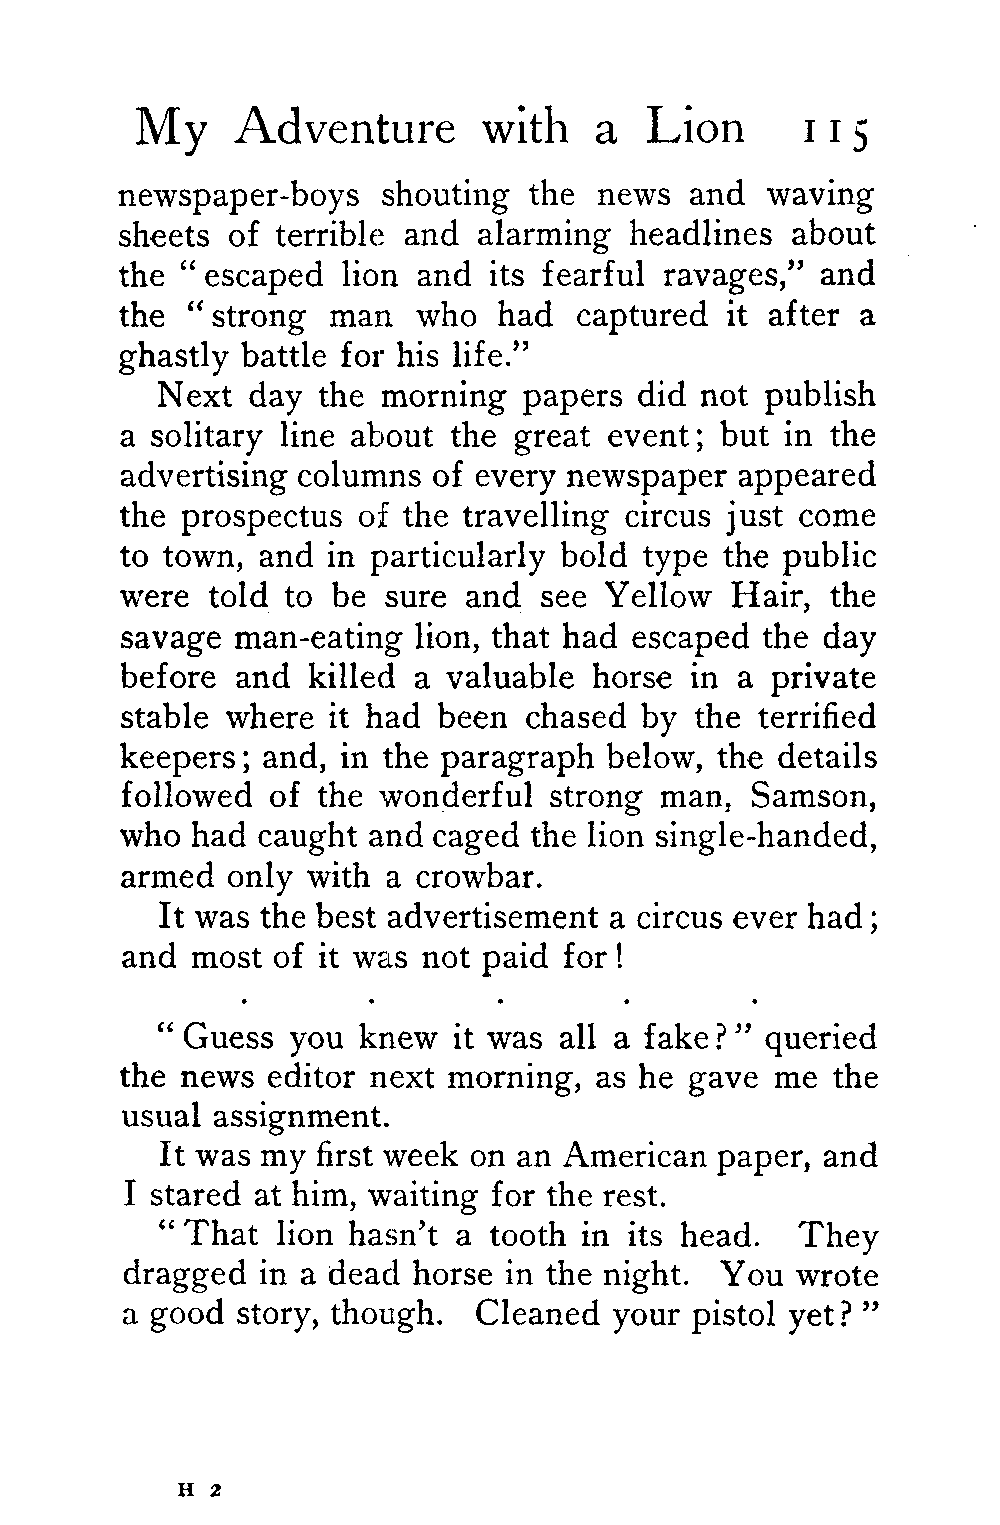 My Adventure with a Lion 115
newspaper-boys shouting the news and waving
sheets of terrible and alarming headlines about
the “escaped lion and its fearful ravages,” and
the “strong man who had captured it after a
ghastly battle for his life.”
Next day the morning papers did not publish
a solitary line about the great event; but in the
advertising columns of every newspaper appeared
the prospectus of the travelling circus just come
to town, and in particularly bold type the public
were told to be sure and see Yellow Hair, the
savage man-eating lion, that had escaped the day
before and killed a valuable horse in a private
stable where it had been chased by the terrified
keepers; and, in the paragraph below, the details
followed of the wonderful strong man, Samson,
who had caught and caged the lion single-handed,
armed only with a crowbar.
It was the best advertisement a circus ever had;
and most of it was not paid for!
. . . . .
“Guess you knew it was all a fake?” queried
the news editor next morning, as he gave me the
usual assignment.
It was my first week on an American paper, and
I stared at him, waiting for the rest.
“That lion hasn't a tooth in its head. They
dragged in a dead horse in the night. You wrote
a good story, though. Cleaned your pistol yet?”
H 2